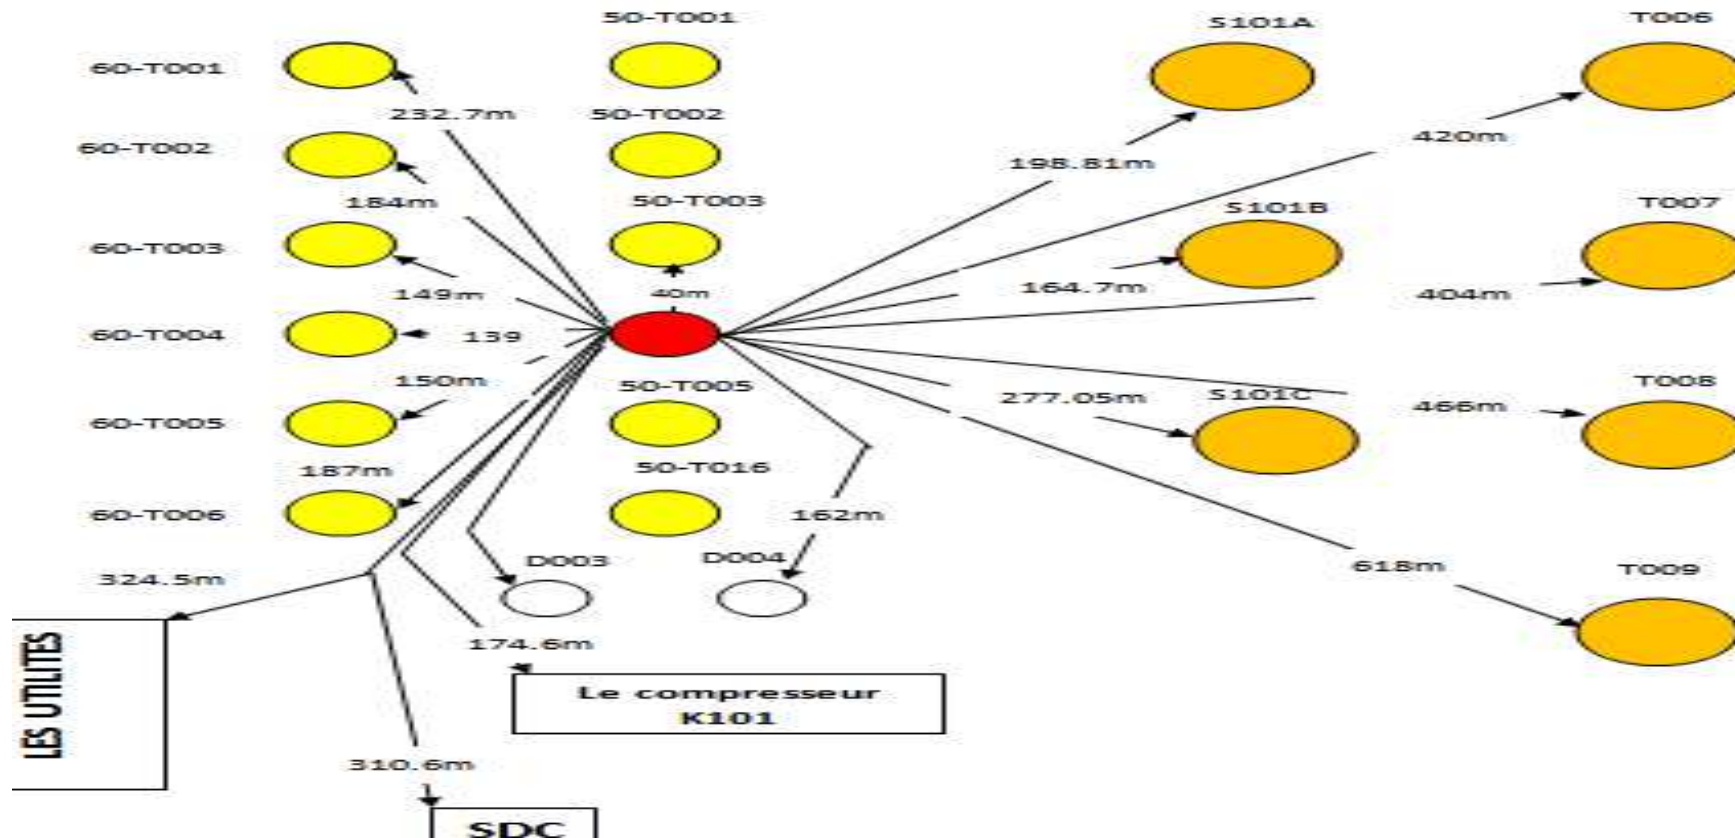 50-T001
S101A
T006
60-T001
232.7m
50-T002
420m
60-T002
198.81m
184m
50-T003
S101B
T007
60-T003
149m
40m
164.7m
404m
60-T004
139
150m
50-T005
277.05m
S101C
T008
466m
60-T005
187m
50-T016
60-T006
162m
D003
D004
618m
T009
324.5m
LES UTILITES
174.6m
Le compresseur
K101
310.6m
SDC